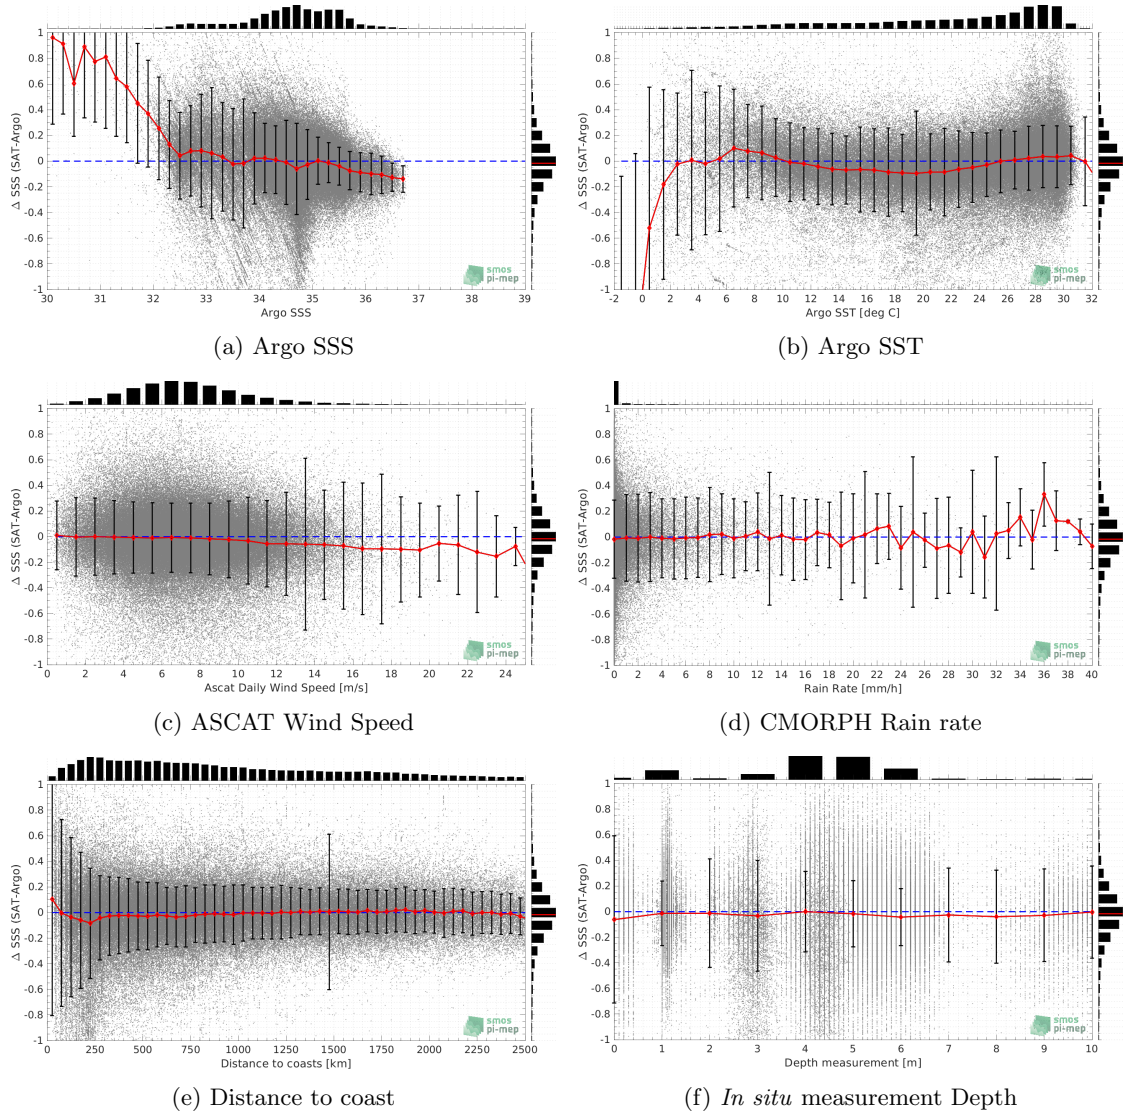 1
0.8
0.6
0.4
0.2
0
-0.2
-0.4
-0.6
-0.8
-1
Δ SSS (SAT-Argo)
smos
pi-mep
30 31 32 33 34 35 36 37 38 39
Argo SSS
(a) Argo SSS
1
0.8
0.6
0.4
0.2
0
-0.2
-0.4
-0.6
-0.8
-1
Δ SSS (SAT-Argo)
smos
pi-mep
-2 0 2 4 6 8 10 12 14 16 18 20 22 24 26 28 30 32
Argo SST [deg C]
(b) Argo SST
1
0.8
0.6
0.4
0.2
0
-0.2
-0.4
-0.6
-0.8
-1
Δ SSS (SAT-Argo)
smos
pi-mep
0 2 4 6 8 10 12 14 16 18 20 22 24
Ascat Daily Wind Speed [m/s]
(c) ASCAT Wind Speed
1
0.8
0.6
0.4
0.2
0
-0.2
-0.4
-0.6
-0.8
-1
Δ SSS (SAT-Argo)
smos
pi-mep
0 2 4 6 8 10 12 14 16 18 20 22 24 26 28 30 32 34 36 38 40
Rain Rate [mm/h]
(d) CMORPH Rain rate
1
0.8
0.6
0.4
0.2
0
-0.2
-0.4
-0.6
-0.8
-1
Δ SSS (SAT-Argo)
smos
pi-mep
0 250 500 750 1000 1250 1500 1750 2000 2250 2500
Distance to coasts [km]
(e) Distance to coast
1
0.8
0.6
0.4
0.2
0
-0.2
-0.4
-0.6
-0.8
-1
Δ SSS (SAT-Argo)
smos
pi-mep
0 1 2 3 4 5 6 7 8 9 10
Depth measurement [m]
(f) In situ measurement Depth